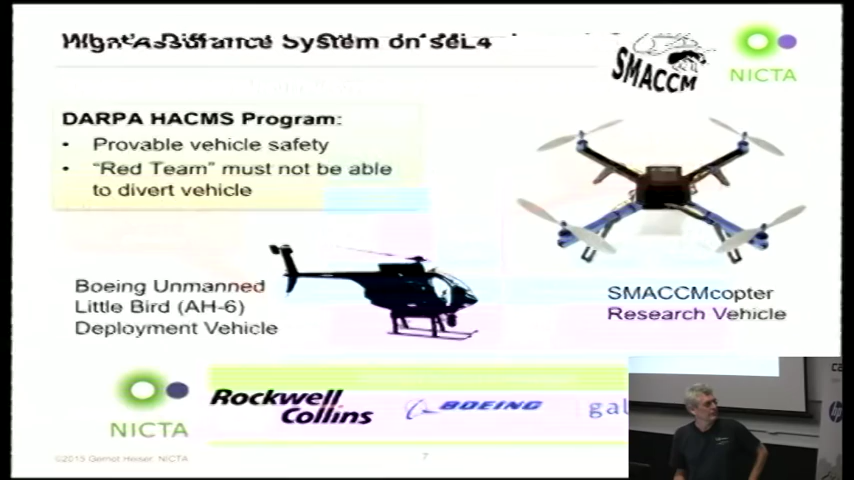 High-Assurance System on seL4
SMACCM
NICTA
DARPA HACMS Program:
• Provable vehicle safety
• "Red Team" must not be able
to divert vehicle
Boeing Unmanned
Little Bird (AH-6)
Deployment Vehicle
SMACCMcopter
Research Vehicle
NICTA
Rockwell
Collins
BOEING
gal
©2015 Gernot Heiser, NICTA
7
hp